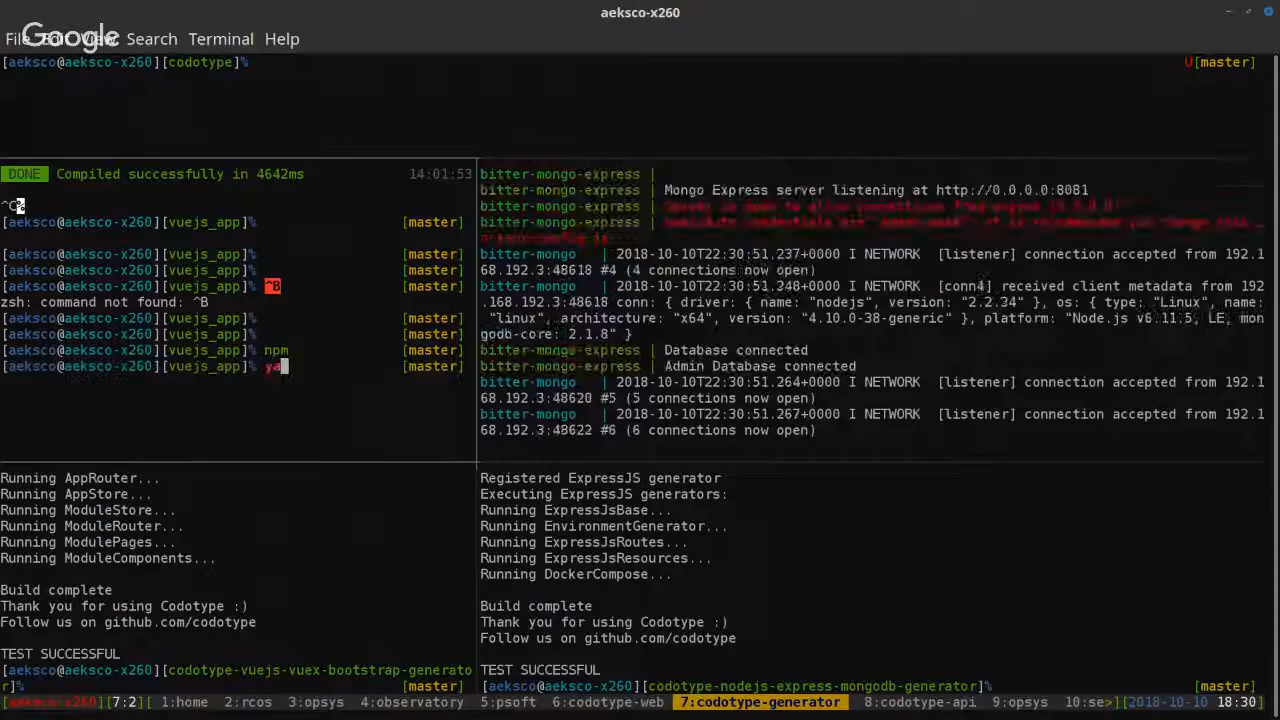 aeksco-x260
Google
File Edit View Search Terminal Help
[aeksco@aeksco-x260][codotype]% U[master]
DONE Compiled successfully in 4642ms 14:01:53
^C%
[aeksco@aeksco-x260][vuejs_app]% [master]
[aeksco@aeksco-x260][vuejs_app]% [master]
[aeksco@aeksco-x260][vuejs_app]% [master]
[aeksco@aeksco-x260][vuejs_app]% ^B [master]
zsh: command not found: ^B
[aeksco@aeksco-x260][vuejs_app]% [master]
[aeksco@aeksco-x260][vuejs_app]% [master]
[aeksco@aeksco-x260][vuejs_app]% npm [master]
[aeksco@aeksco-x260][vuejs_app]% ya [master]
bitter-mongo-express |
bitter-mongo-express | Mongo Express server listening at http://0.0.0.0:8081
bitter-mongo-express |
bitter-mongo-express |
bitter-mongo | 2018-10-10T22:30:51.237+0000 I NETWORK [listener] connection accepted from 192.1
68.192.3:48618 #4 (4 connections now open)
bitter-mongo | 2018-10-10T22:30:51.248+0000 I NETWORK [conn4] received client metadata from 192
.168.192.3:48618 conn: { driver: { name: "nodejs", version: "2.2.34" }, os: { type: "Linux", name:
"linux", architecture: "x64", version: "4.10.0-38-generic" }, platform: "Node.js v6.11.5, LE, mon
godb-core: 2.1.8" }
bitter-mongo-express | Database connected
bitter-mongo-express | Admin Database connected
bitter-mongo | 2018-10-10T22:30:51.264+0000 I NETWORK [listener] connection accepted from 192.1
68.192.3:48620 #5 (5 connections now open)
bitter-mongo | 2018-10-10T22:30:51.267+0000 I NETWORK [listener] connection accepted from 192.1
68.192.3:48622 #6 (6 connections now open)
Running AppRouter...
Running AppStore...
Running ModuleStore...
Running ModuleRouter...
Running ModulePages...
Running ModuleComponents...
Build complete
Thank you for using Codotype :)
Follow us on github.com/codotype
TEST SUCCESSFUL
[aeksco@aeksco-x260][codotype-vuejs-vuex-bootstrap-generato
r]% [master]
Registered ExpressJS generator
Executing ExpressJS generators:
Running ExpressJsBase...
Running EnvironmentGenerator...
Running ExpressJsRoutes...
Running ExpressJsResources...
Running DockerCompose...
Build complete
Thank you for using Codotype :)
Follow us on github.com/codotype
TEST SUCCESSFUL
[aeksco@aeksco-x260][codotype-nodejs-express-mongodb-generator]% [master]
[aeksco-x260][7:2][ 1:home 2:rcos 3:opsys 4:observatory 5:psoft 6:codotype-web 7:codotype-generator 8:codotype-api 9:opsys 10:se>][2018-10-10 18:30]